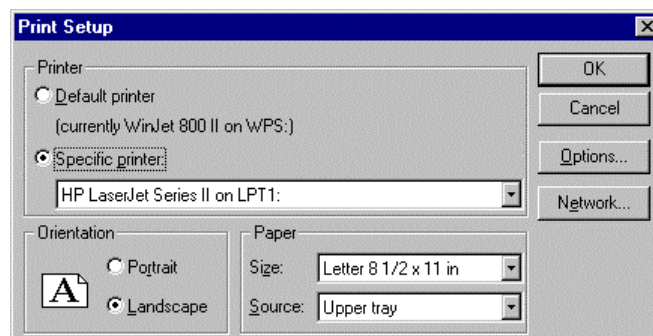 Print Setup
Printer
Default printer
(currently WinJet 800 II on WPS:)
Specific printer:
HP LaserJet Series II on LPT1:
OK
Cancel
Options...
Network...
Orientation
A
Portrait
Landscape
Paper
Size: Letter 8 1/2 x 11 in
Source: Upper tray